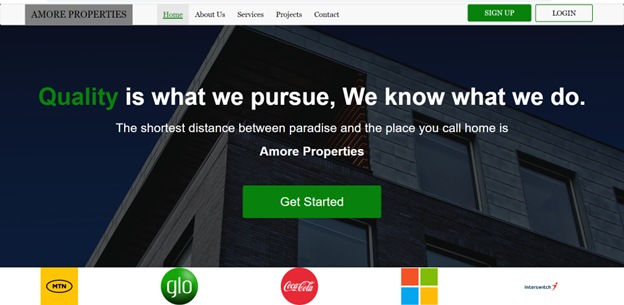 AMORE PROPERTIES
Home About Us Services Projects Contact
SIGN UP LOGIN
Quality is what we pursue, We know what we do.
The shortest distance between paradise and the place you call home is
Amore Properties
Get Started
MTN glo Coca-Cola Interswitch